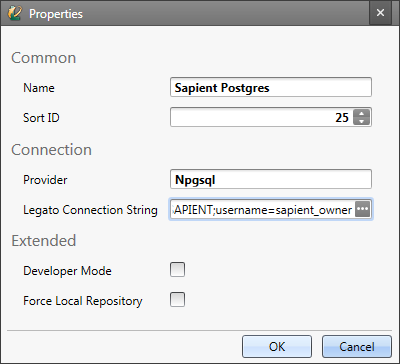 Properties
Common
Name Sapient Postgres
Sort ID 25
Connection
Provider Npgsql
Legato Connection String APIENT;username=sapient_owner
Extended
Developer Mode
Force Local Repository
OK Cancel